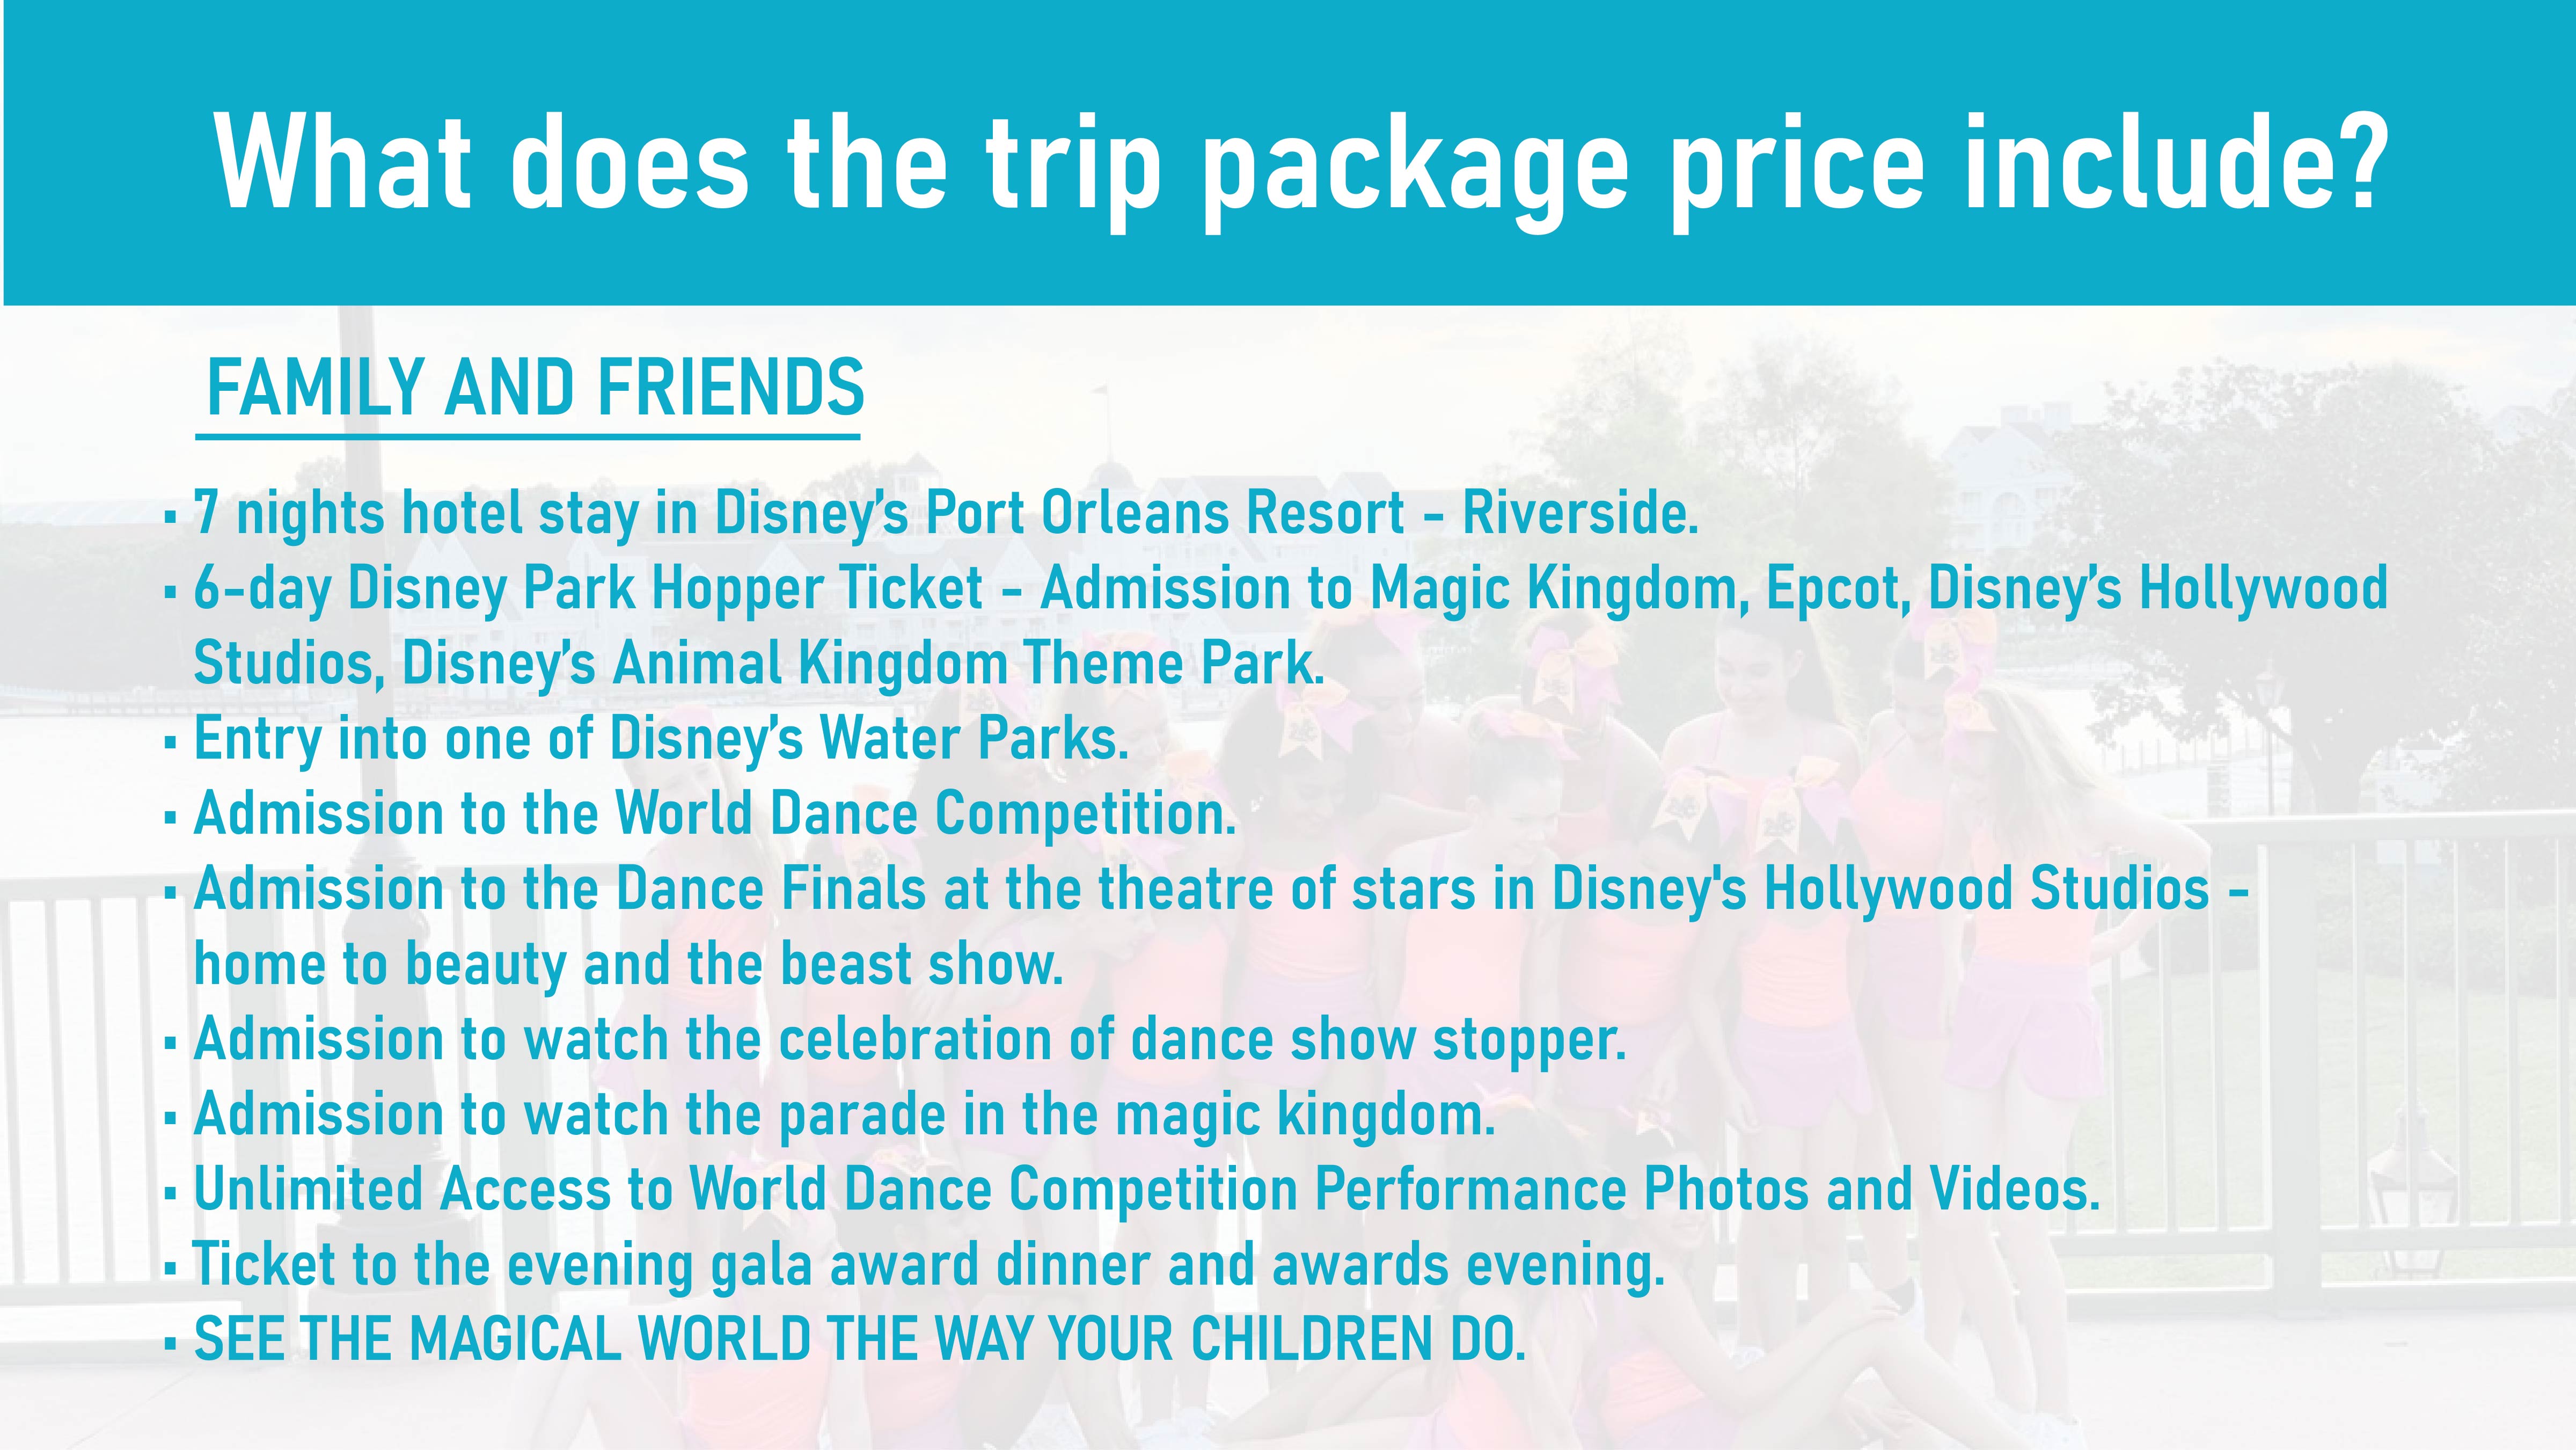 What does the trip package price include?
FAMILY AND FRIENDS
▪ 7 nights hotel stay in Disney’s Port Orleans Resort - Riverside.
▪ 6-day Disney Park Hopper Ticket - Admission to Magic Kingdom, Epcot, Disney’s Hollywood
Studios, Disney’s Animal Kingdom Theme Park.
▪ Entry into one of Disney’s Water Parks.
▪ Admission to the World Dance Competition.
▪ Admission to the Dance Finals at the theatre of stars in Disney's Hollywood Studios -
home to beauty and the beast show.
▪ Admission to watch the celebration of dance show stopper.
▪ Admission to watch the parade in the magic kingdom.
▪ Unlimited Access to World Dance Competition Performance Photos and Videos.
▪ Ticket to the evening gala award dinner and awards evening.
▪ SEE THE MAGICAL WORLD THE WAY YOUR CHILDREN DO.